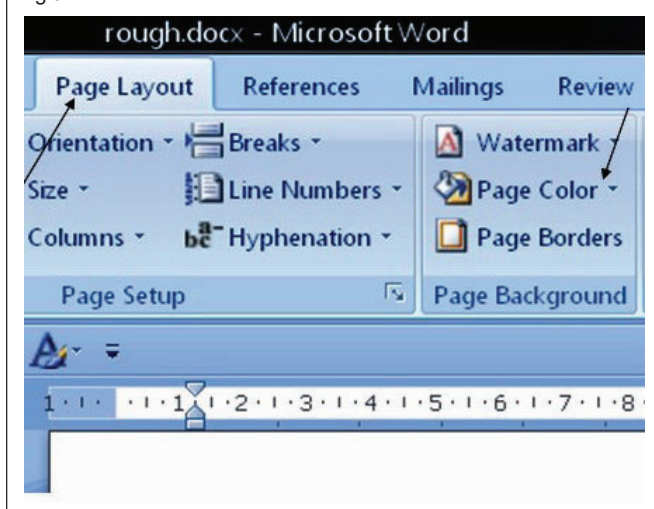 rough.docx - Microsoft Word
Page Layout References Mailings Review
Orientation Breaks Watermark
Size Line Numbers Page Color
Columns Hyphenation Page Borders
Page Setup Page Background
1 1 2 3 4 5 6 7 8